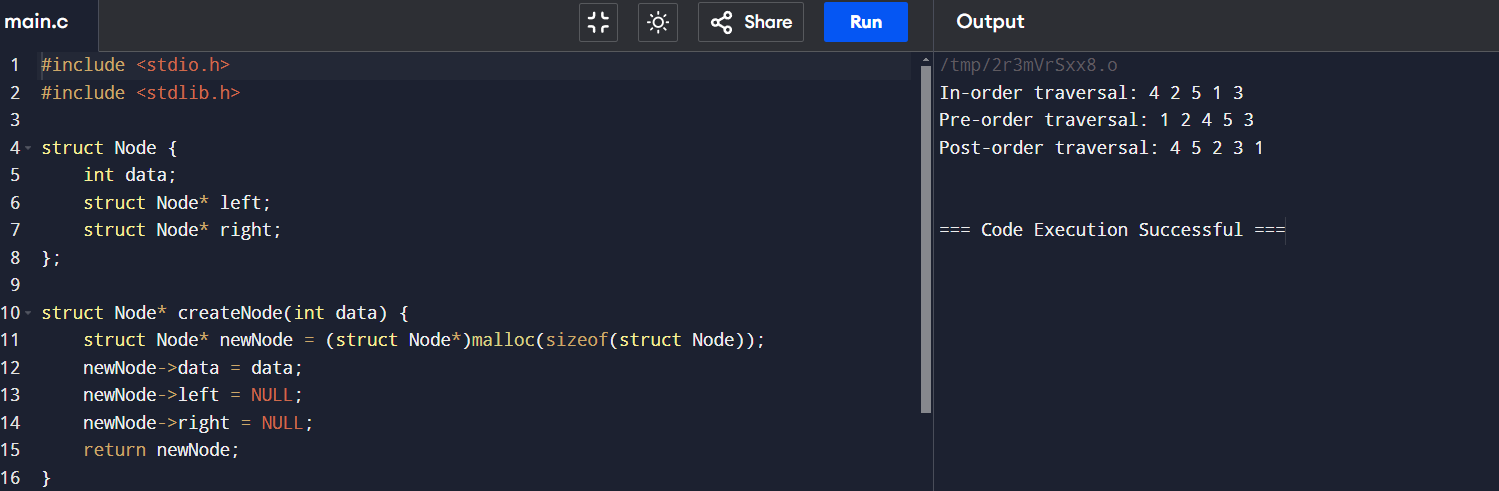 main.c
Share
Run
Output
1 #include <stdio.h>
2 #include <stdlib.h>
3
4 struct Node {
5     int data;
6     struct Node* left;
7     struct Node* right;
8 };
9
10 struct Node* createNode(int data) {
11     struct Node* newNode = (struct Node*)malloc(sizeof(struct Node));
12     newNode->data = data;
13     newNode->left = NULL;
14     newNode->right = NULL;
15     return newNode;
16 }
/tmp/2r3mVrSxx8.o
In-order traversal: 4 2 5 1 3
Pre-order traversal: 1 2 4 5 3
Post-order traversal: 4 5 2 3 1
=== Code Execution Successful ===